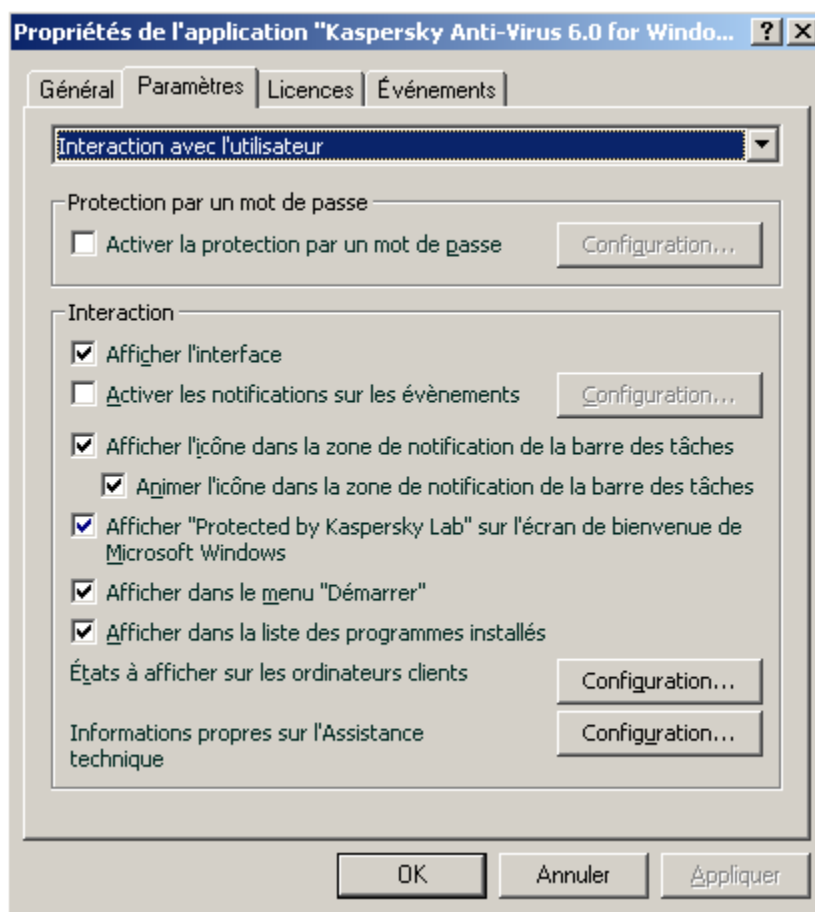 Propriétés de l'application "Kaspersky Anti-Virus 6.0 for Windo...
Général Paramètres Licences Événements
Interaction avec l'utilisateur
Protection par un mot de passe
Activer la protection par un mot de passe Configuration...
Interaction
Afficher l'interface
Activer les notifications sur les évènements Configuration...
Afficher l'icône dans la zone de notification de la barre des tâches
Animer l'icône dans la zone de notification de la barre des tâches
Afficher "Protected by Kaspersky Lab" sur l'écran de bienvenue de
Microsoft Windows
Afficher dans le menu "Démarrer"
Afficher dans la liste des programmes installés
États à afficher sur les ordinateurs clients Configuration...
Informations propres sur l'Assistance Configuration...
technique
OK Annuler Appliquer